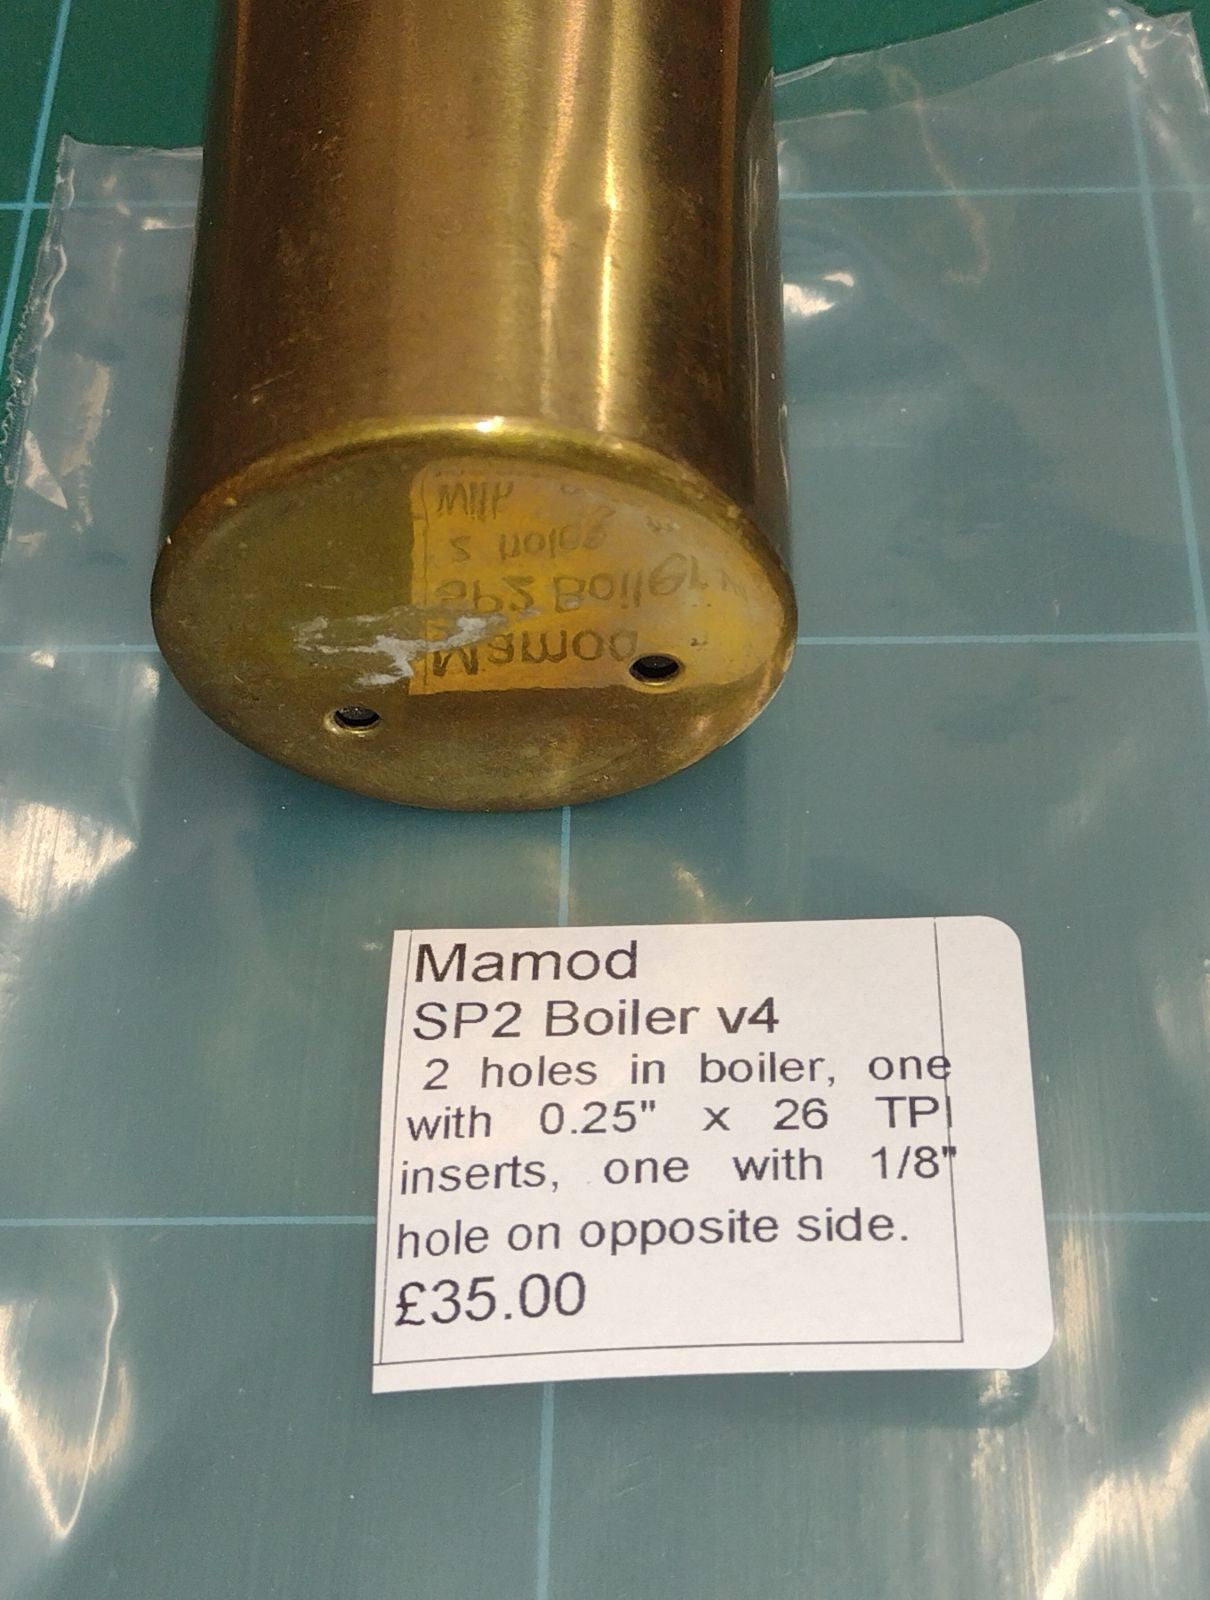 Mamod
SP2 Boiler v4
2 holes in boiler, one
with 0.25" x 26 TPI
inserts, one with 1/8"
hole on opposite side.
£35.00